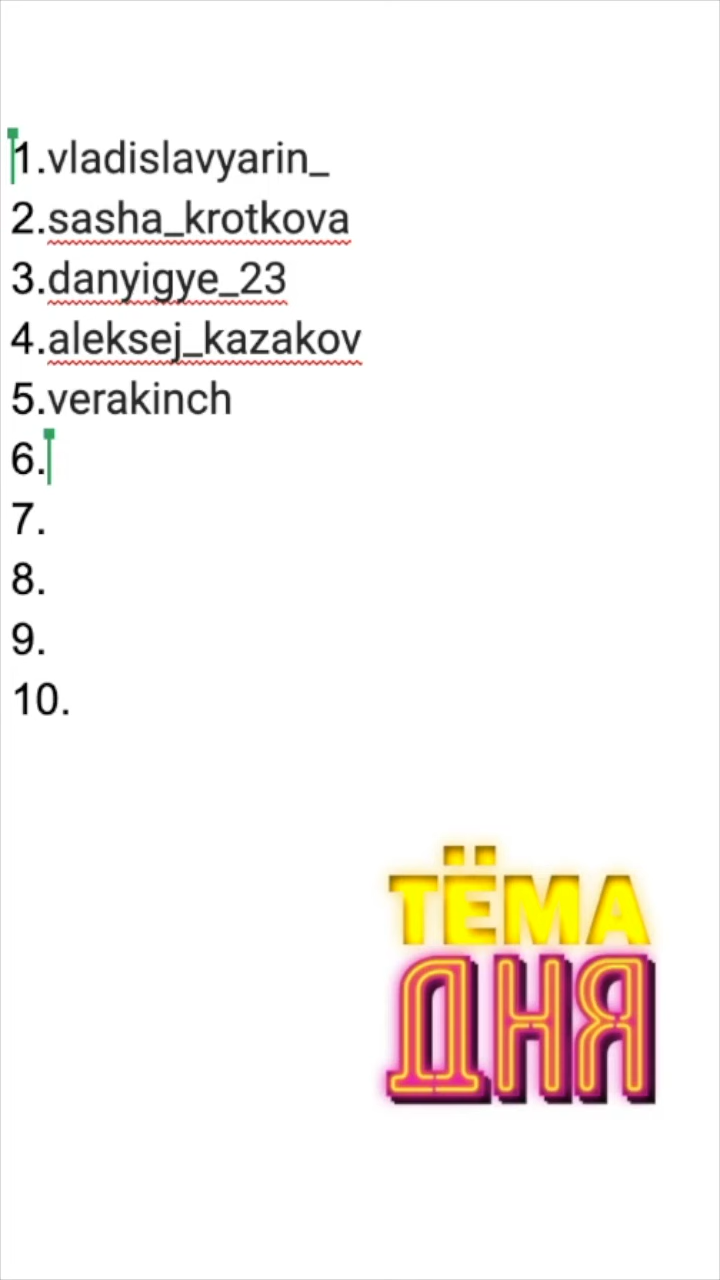 1.vladislavyarin_
2.sasha_krotkova
3.danyigye_23
4.aleksej_kazakov
5.verakinch
6.
7.
8.
9.
10.
ТЁМА
ДНЯ